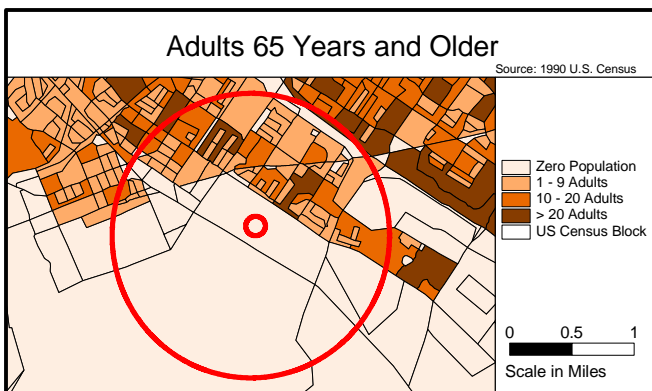 Adults 65 Years and Older
Source: 1990 U.S. Census
Zero Population
1 - 9 Adults
10 - 20 Adults
> 20 Adults
US Census Block
0 0.5 1
Scale in Miles